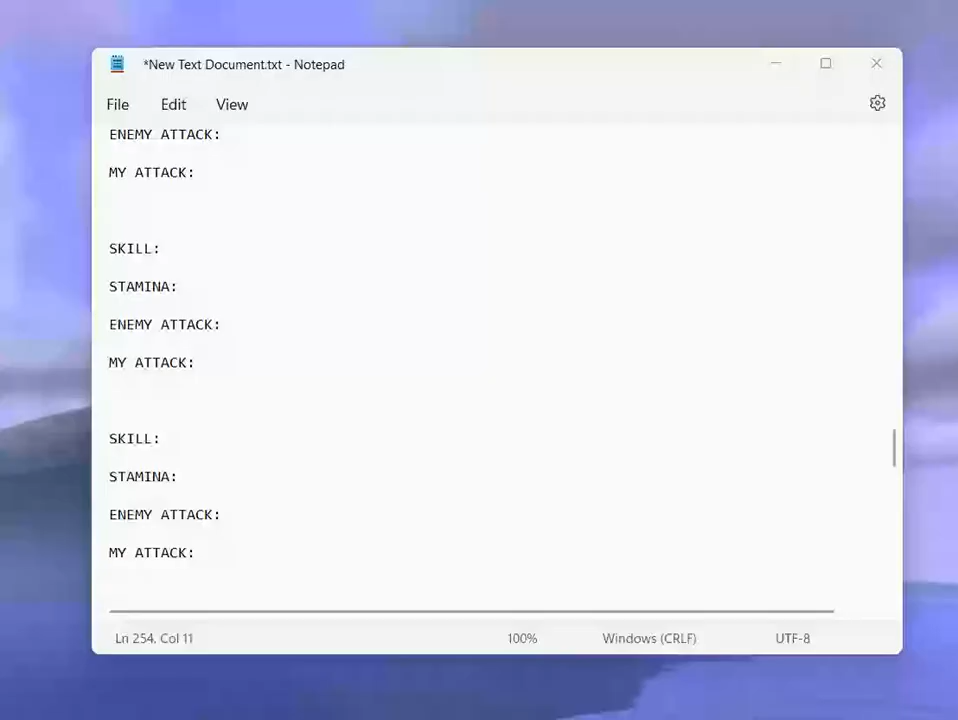 *New Text Document.txt - Notepad
File Edit View
ENEMY ATTACK:
MY ATTACK:
SKILL:
STAMINA:
ENEMY ATTACK:
MY ATTACK:
SKILL:
STAMINA:
ENEMY ATTACK:
MY ATTACK:
Ln 254, Col 11 100% Windows (CRLF) UTF-8